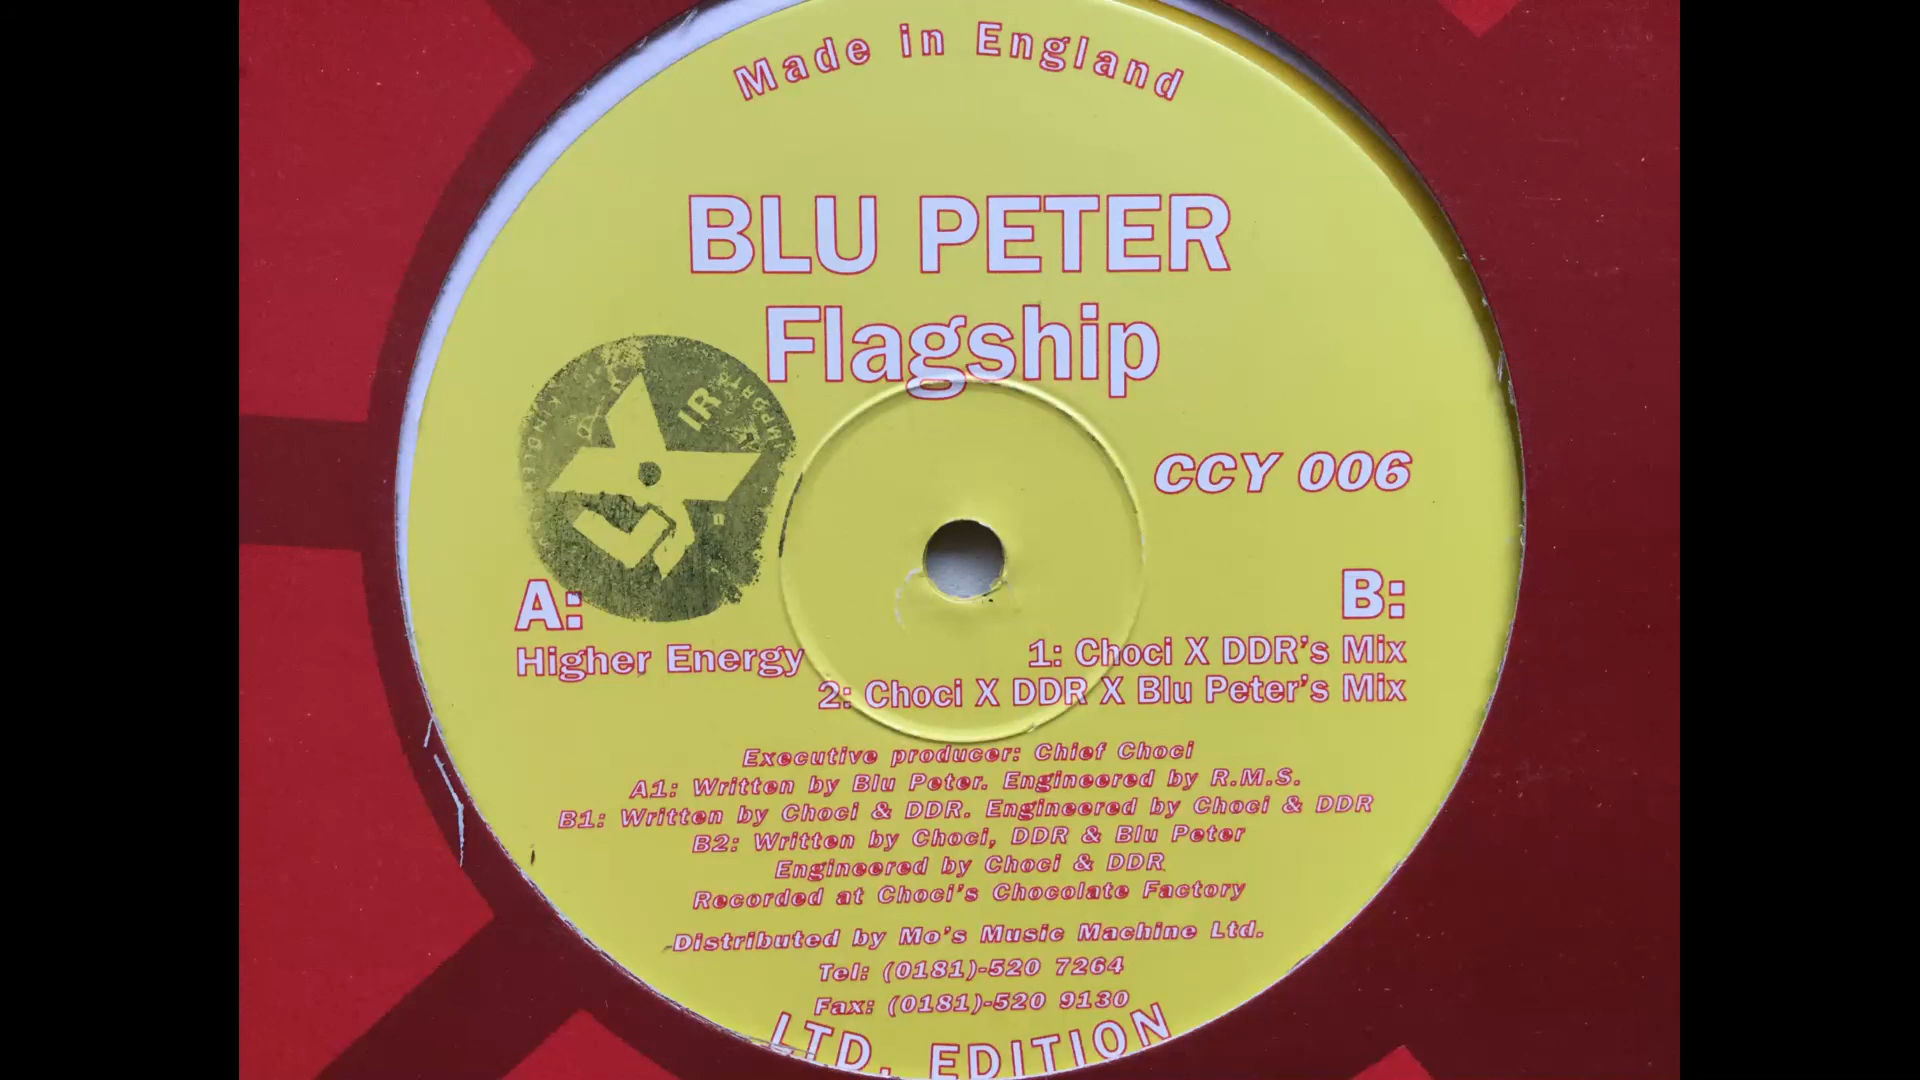 Made in England
BLU PETER
Flagship
IR
IMPORTS
CCY 006
A:
Higher Energy
B:
1: Choci X DDR's Mix
2: Choci X DDR X Blu Peter's Mix
Executive producer: Chief Choci
A1: Written by Blu Peter. Engineered by R.M.S.
B1: Written by Choci & DDR. Engineered by Choci & DDR
B2: Written by Choci, DDR & Blu Peter
Engineered by Choci & DDR
Recorded at Choci's Chocolate Factory
Distributed by Mo's Music Machine Ltd.
Tel: (0181)-520 7264
Fax: (0181)-520 9130
LTD. EDITION